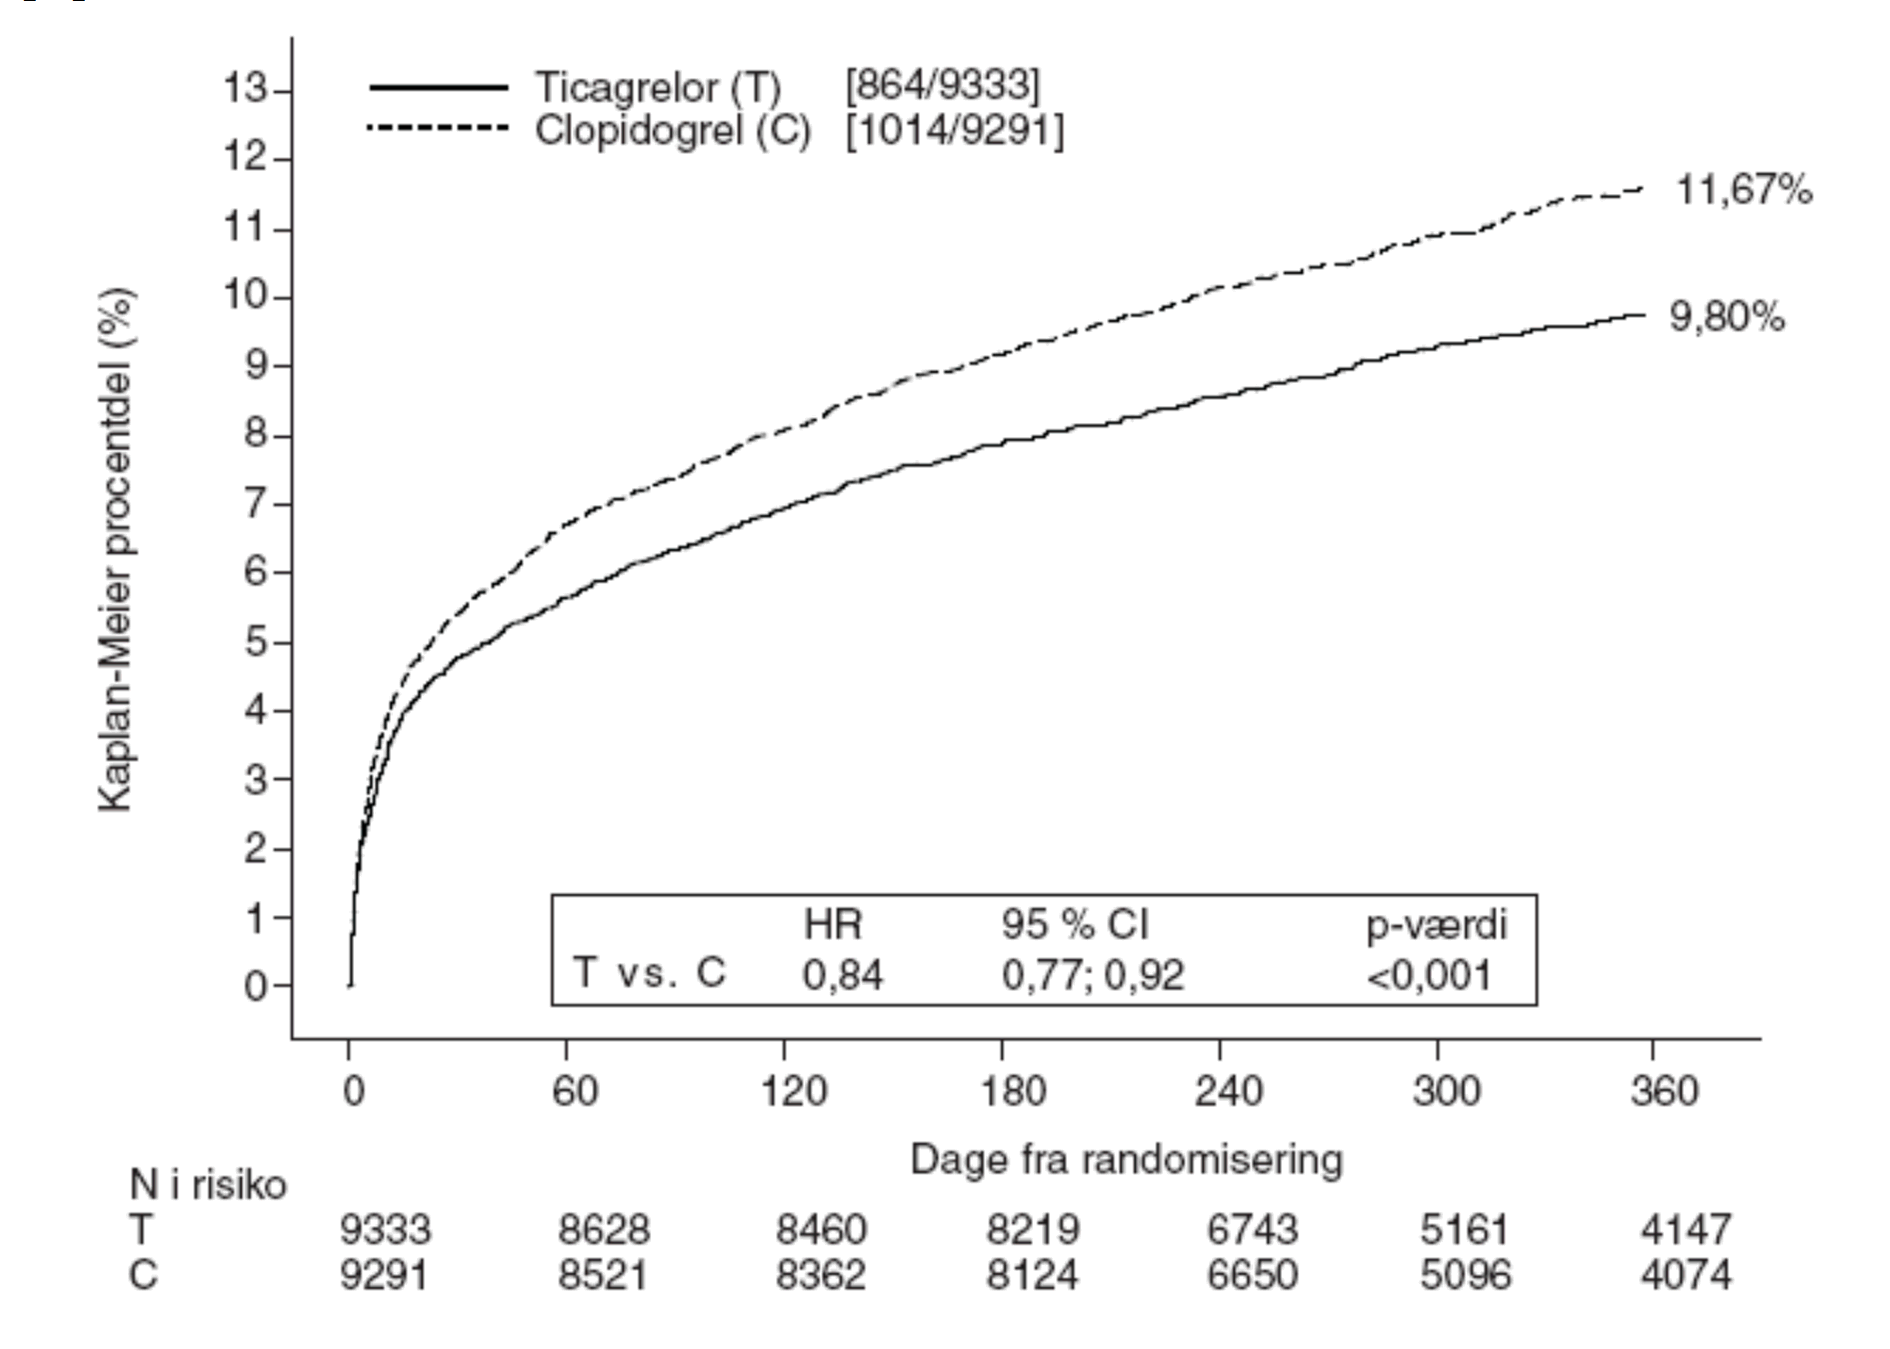 Ticagrelor (T) [864/9333]
Clopidogrel (C) [1014/9291]
13
12
11
10
9
8
7
6
5
4
3
2
1
0
Kaplan-Meier procentdel (%)
11,67%
9,80%
HR 95 % CI p-værdi
T vs. C 0,84 0,77; 0,92 <0,001
0 60 120 180 240 300 360
Dage fra randomisering
N i risiko
T 9333 8628 8460 8219 6743 5161 4147
C 9291 8521 8362 8124 6650 5096 4074